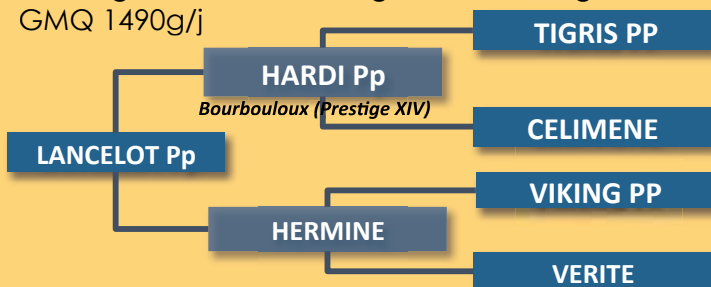 GMQ 1490g/j
TIGRIS PP
HARDI Pp
Bourbouloux (Prestige XIV)
CELIMENE
LANCELOT Pp
VIKING PP
HERMINE
VERITE